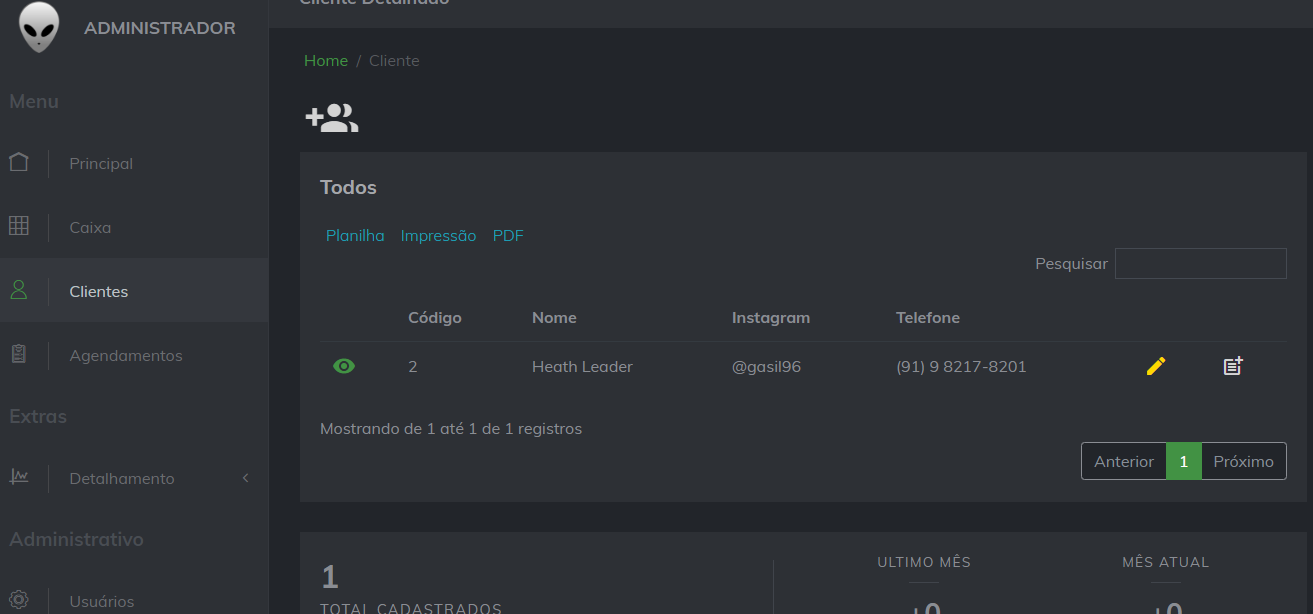 Cliente Detalhado
ADMINISTRADOR
Home / Cliente
Menu
Principal
Caixa
Clientes
Agendamentos
Extras
Detalhamento
Administrativo
Usuários
Todos
Planilha Impressão PDF
Pesquisar
Código Nome Instagram Telefone
2 Heath Leader @gasil96 (91) 9 8217-8201
Mostrando de 1 até 1 de 1 registros
Anterior 1 Próximo
1
TOTAL CADASTRADOS
ULTIMO MÊS
+0
MÊS ATUAL
+0